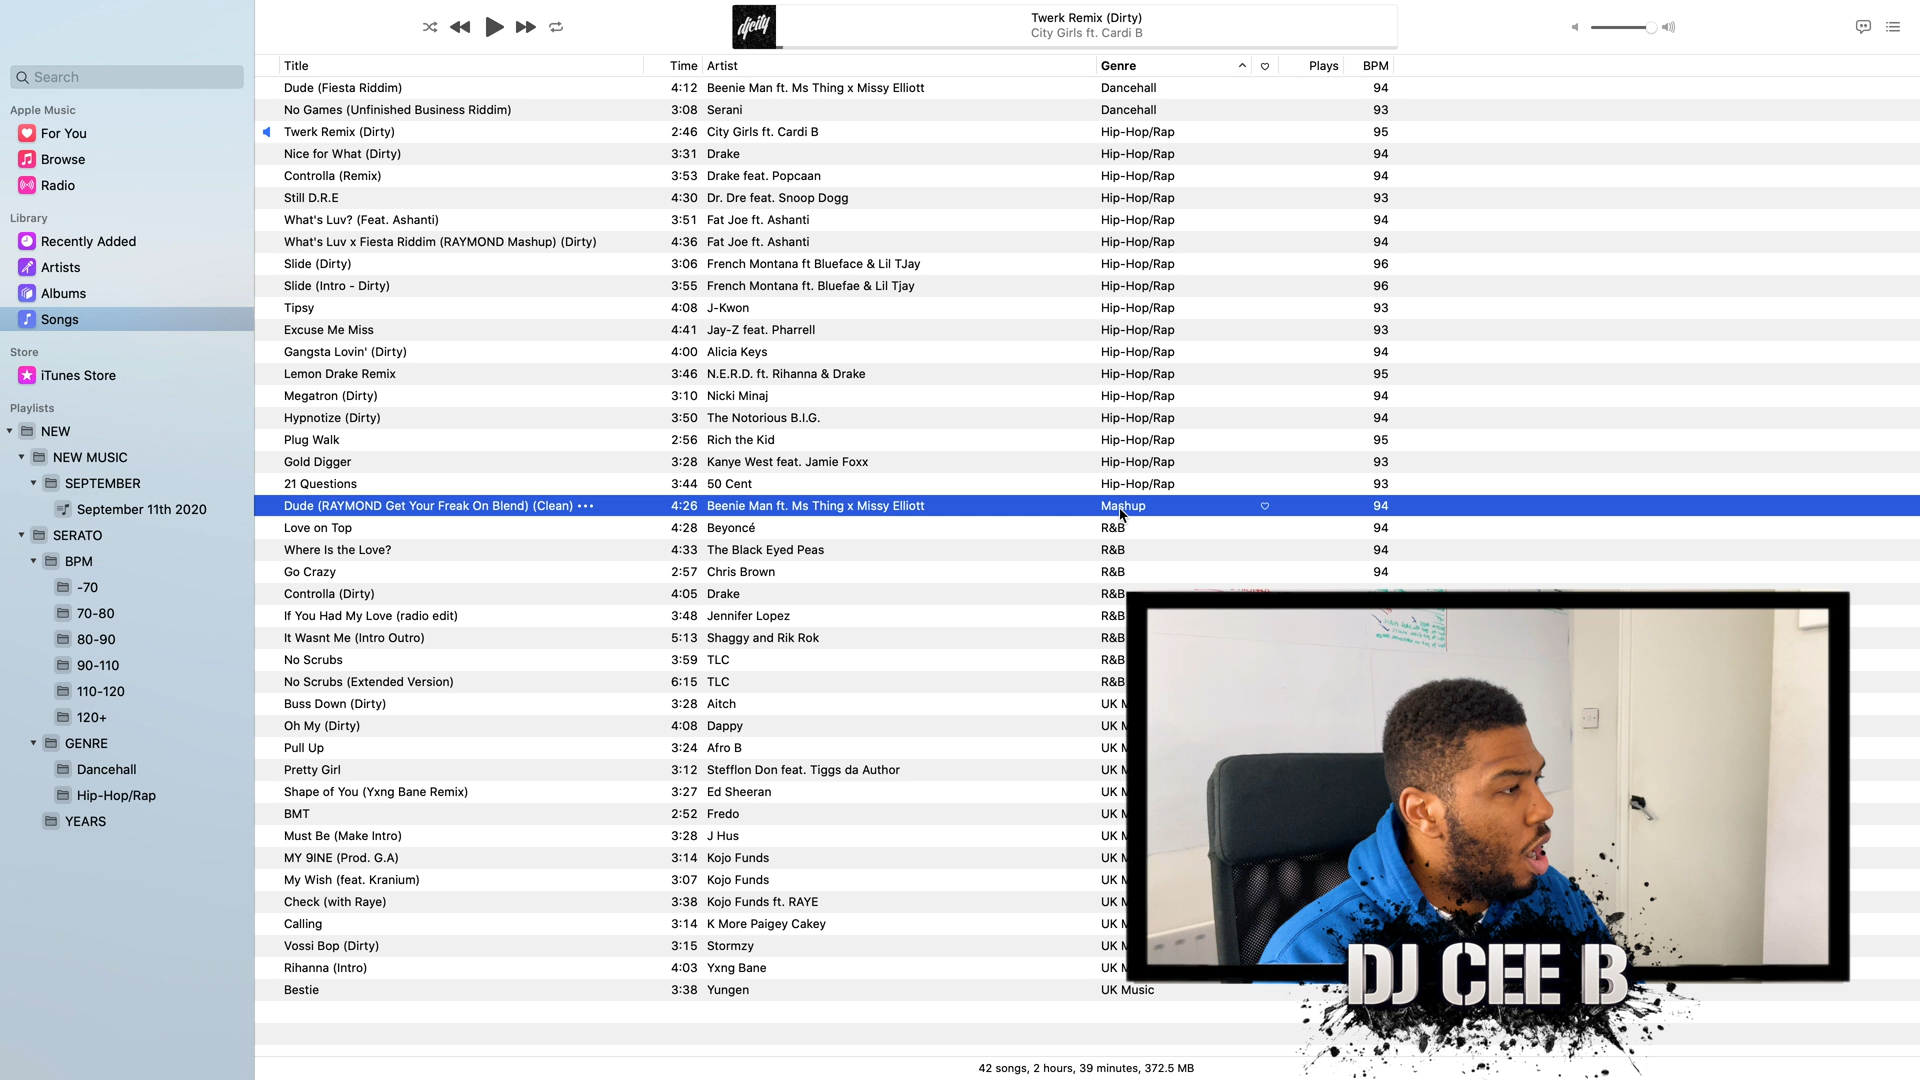 djcity
Twerk Remix (Dirty)
City Girls ft. Cardi B
Search
Apple Music
For You
Browse
Radio
Library
Recently Added
Artists
Albums
Songs
Store
iTunes Store
Playlists
NEW
NEW MUSIC
SEPTEMBER
September 11th 2020
SERATO
BPM
-70
70-80
80-90
90-110
110-120
120+
GENRE
Dancehall
Hip-Hop/Rap
YEARS
Title Time Artist Genre Plays BPM
Dude (Fiesta Riddim) 4:12 Beenie Man ft. Ms Thing x Missy Elliott Dancehall 94
No Games (Unfinished Business Riddim) 3:08 Serani Dancehall 93
Twerk Remix (Dirty) 2:46 City Girls ft. Cardi B Hip-Hop/Rap 95
Nice for What (Dirty) 3:31 Drake Hip-Hop/Rap 94
Controlla (Remix) 3:53 Drake feat. Popcaan Hip-Hop/Rap 94
Still D.R.E 4:30 Dr. Dre feat. Snoop Dogg Hip-Hop/Rap 93
What's Luv? (Feat. Ashanti) 3:51 Fat Joe ft. Ashanti Hip-Hop/Rap 94
What's Luv x Fiesta Riddim (RAYMOND Mashup) (Dirty) 4:36 Fat Joe ft. Ashanti Hip-Hop/Rap 94
Slide (Dirty) 3:06 French Montana ft Blueface & Lil TJay Hip-Hop/Rap 96
Slide (Intro - Dirty) 3:55 French Montana ft. Bluefae & Lil Tjay Hip-Hop/Rap 96
Tipsy 4:08 J-Kwon Hip-Hop/Rap 93
Excuse Me Miss 4:41 Jay-Z feat. Pharrell Hip-Hop/Rap 93
Gangsta Lovin' (Dirty) 4:00 Alicia Keys Hip-Hop/Rap 94
Lemon Drake Remix 3:46 N.E.R.D. ft. Rihanna & Drake Hip-Hop/Rap 95
Megatron (Dirty) 3:10 Nicki Minaj Hip-Hop/Rap 94
Hypnotize (Dirty) 3:50 The Notorious B.I.G. Hip-Hop/Rap 94
Plug Walk 2:56 Rich the Kid Hip-Hop/Rap 95
Gold Digger 3:28 Kanye West feat. Jamie Foxx Hip-Hop/Rap 93
21 Questions 3:44 50 Cent Hip-Hop/Rap 93
Dude (RAYMOND Get Your Freak On Blend) (Clean) ••• 4:26 Beenie Man ft. Ms Thing x Missy Elliott Mashup 94
Love on Top 4:28 Beyoncé R&B 94
Where Is the Love? 4:33 The Black Eyed Peas R&B 94
Go Crazy 2:57 Chris Brown R&B 94
Controlla (Dirty) 4:05 Drake R&B
If You Had My Love (radio edit) 3:48 Jennifer Lopez R&B
It Wasnt Me (Intro Outro) 5:13 Shaggy and Rik Rok R&B
No Scrubs 3:59 TLC R&B
No Scrubs (Extended Version) 6:15 TLC R&B
Buss Down (Dirty) 3:28 Aitch UK
Oh My (Dirty) 4:08 Dappy UK
Pull Up 3:24 Afro B UK
Pretty Girl 3:12 Stefflon Don feat. Tiggs da Author UK
Shape of You (Yxng Bane Remix) 3:27 Ed Sheeran UK
BMT 2:52 Fredo UK
Must Be (Make Intro) 3:28 J Hus UK
MY 9INE (Prod. G.A) 3:14 Kojo Funds UK
My Wish (feat. Kranium) 3:07 Kojo Funds UK
Check (with Raye) 3:38 Kojo Funds ft. RAYE UK
Calling 3:14 K More Paigey Cakey UK
Vossi Bop (Dirty) 3:15 Stormzy UK
Rihanna (Intro) 4:03 Yxng Bane UK
Bestie 3:38 Yungen UK Music
DJ CEE B
42 songs, 2 hours, 39 minutes, 372.5 MB